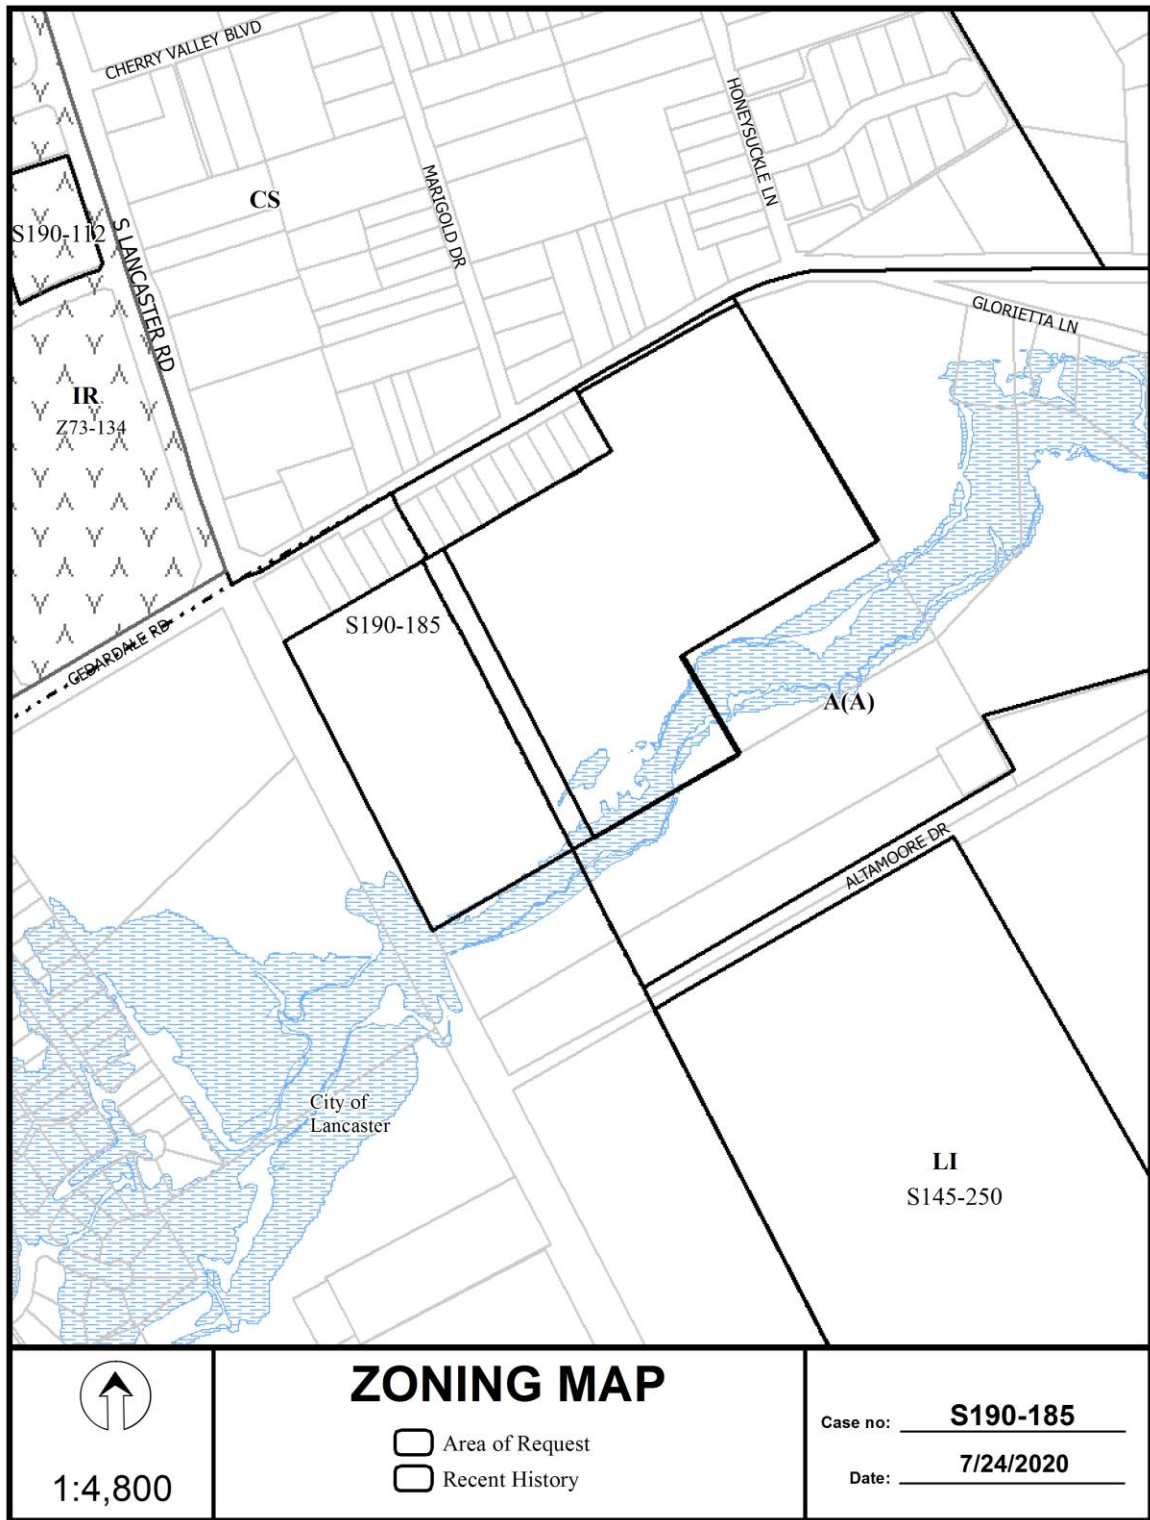 CHERRY VALLEY BLVD
HONEYSUCKLE LN
MARIGOLD DR
CS
S190-112
S LANCASTER RD
GLORIETTA LN
IR
Z73-134
S190-185
CEDARDALE RD
A(A)
ALTAMOORE DR
City of
Lancaster
LI
S145-250
1:4,800
ZONING MAP
Area of Request
Recent History
Case no: S190-185
Date: 7/24/2020